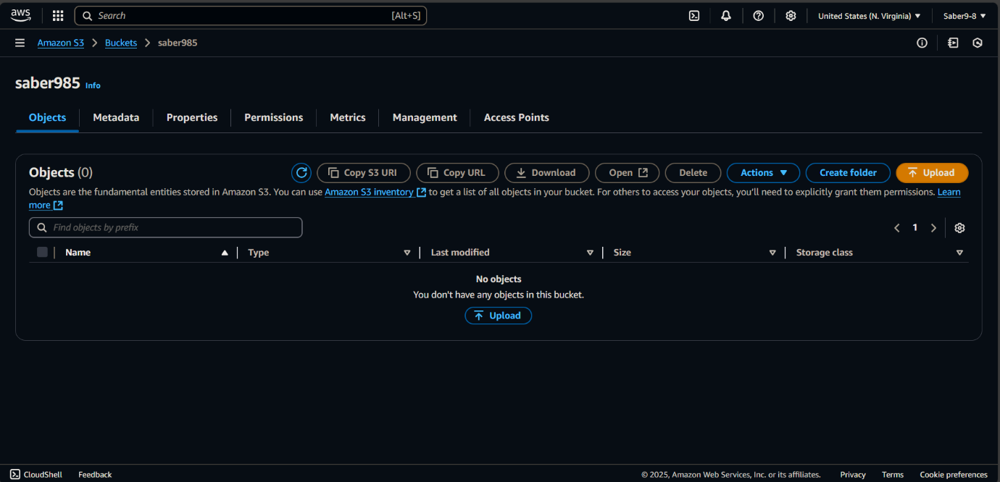 aws Search [Alt+S] United States (N. Virginia) Saber9-8
Amazon S3 Buckets saber985
saber985 Info
Objects Metadata Properties Permissions Metrics Management Access Points
Objects (0) Copy S3 URI Copy URL Download Open Delete Actions Create folder Upload
Objects are the fundamental entities stored in Amazon S3. You can use Amazon S3 inventory to get a list of all objects in your bucket. For others to access your objects, you'll need to explicitly grant them permissions. Learn
more
Find objects by prefix 1
Name Type Last modified Size Storage class
No objects
You don't have any objects in this bucket.
Upload
CloudShell Feedback © 2025, Amazon Web Services, Inc. or its affiliates. Privacy Terms Cookie preferences